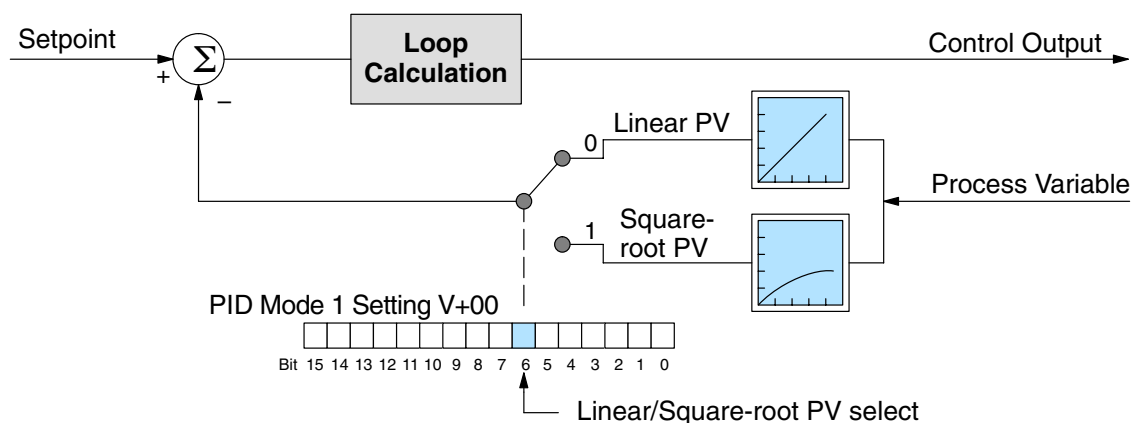 Setpoint
+
Σ
−
Loop
Calculation
Control Output
Linear PV
0
Process Variable
1
Square-
root PV
PID Mode 1 Setting V+00
Bit 15 14 13 12 11 10 9 8 7 6 5 4 3 2 1 0
Linear/Square-root PV select